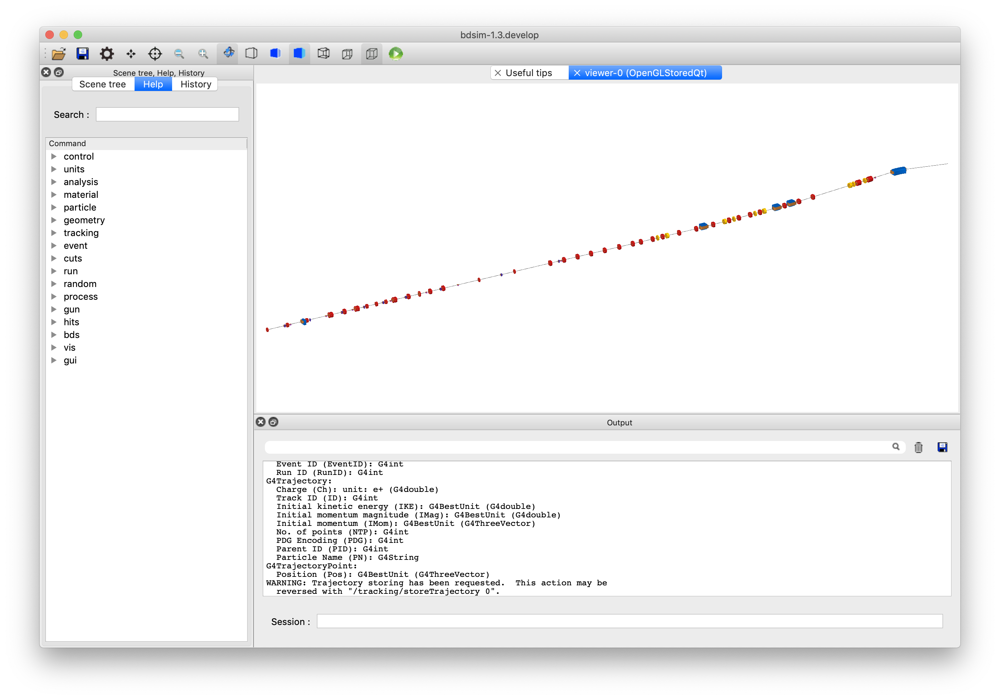 bdsim-1.3.develop
Scene tree, Help, History
Scene tree
Help
History
Search :
Command
control
units
analysis
material
particle
geometry
tracking
event
cuts
run
random
process
gun
hits
bds
vis
gui
Useful tips
viewer-0 (OpenGLStoredQt)
Output
Event ID (EventID): G4int
Run ID (RunID): G4int
G4Trajectory:
Charge (Ch): unit: e+ (G4double)
Track ID (ID): G4int
Initial kinetic energy (IKE): G4BestUnit (G4double)
Initial momentum magnitude (IMag): G4BestUnit (G4double)
Initial momentum (IMom): G4BestUnit (G4ThreeVector)
No. of points (NTP): G4int
PDG Encoding (PDG): G4int
Parent ID (PID): G4int
Particle Name (PN): G4String
G4TrajectoryPoint:
Position (Pos): G4BestUnit (G4ThreeVector)
WARNING: Trajectory storing has been requested.  This action may be
reversed with "/tracking/storeTrajectory 0".
Session :